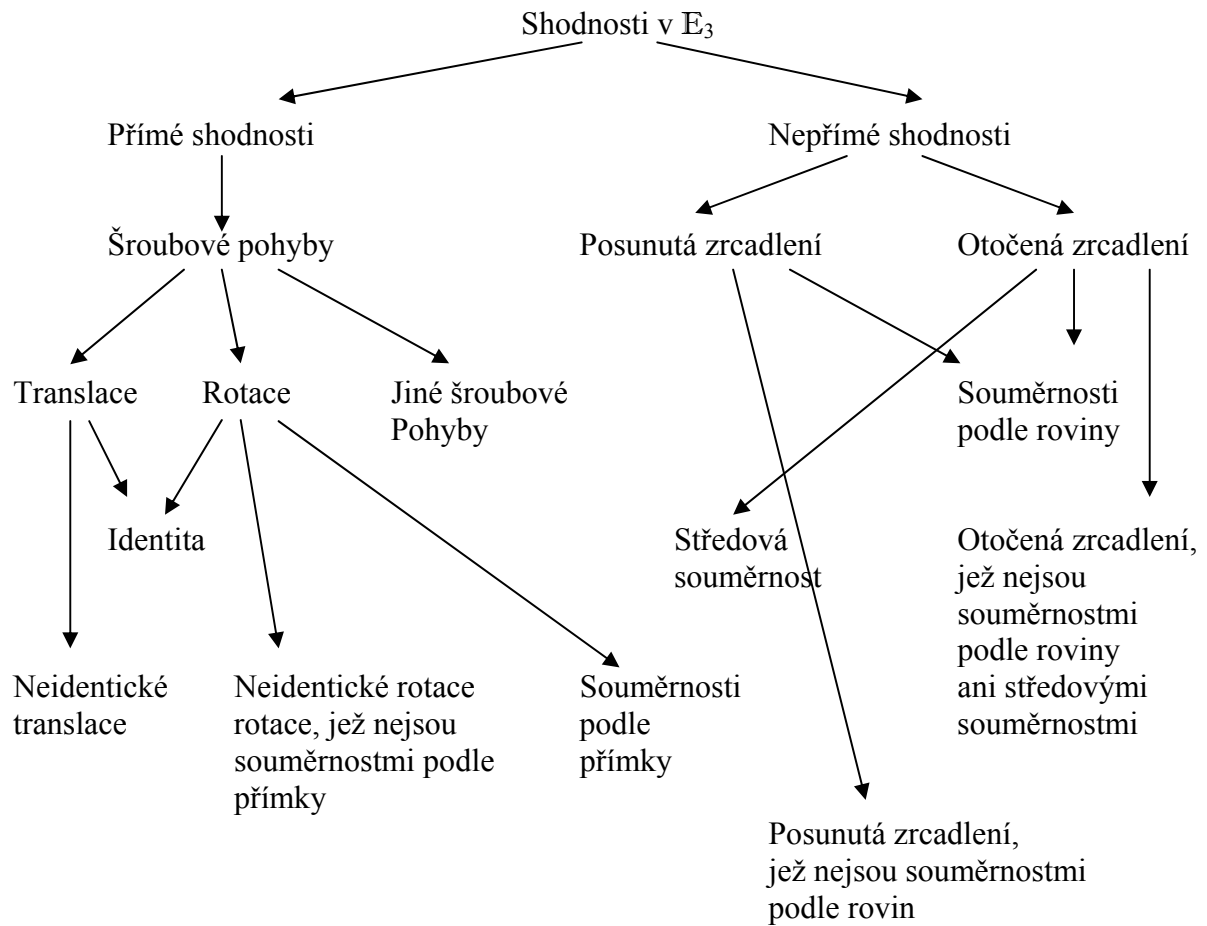 Shodnosti v 𝔼₃
Přímé shodnosti
Nepřímé shodnosti
Šroubové pohyby
Posunutá zrcadlení
Otočená zrcadlení
Translace
Rotace
Jiné šroubové
Pohyby
Souměrnosti
podle roviny
Identita
Středová
souměrnost
Otočená zrcadlení,
jež nejsou
souměrnostmi
podle roviny
ani středovými
souměrnostmi
Neidentické
translace
Neidentické rotace
rotace, jež nejsou
souměrnostmi podle
přímky
Souměrnosti
podle
přímky
Posunutá zrcadlení,
jež nejsou souměrnostmi
podle rovin